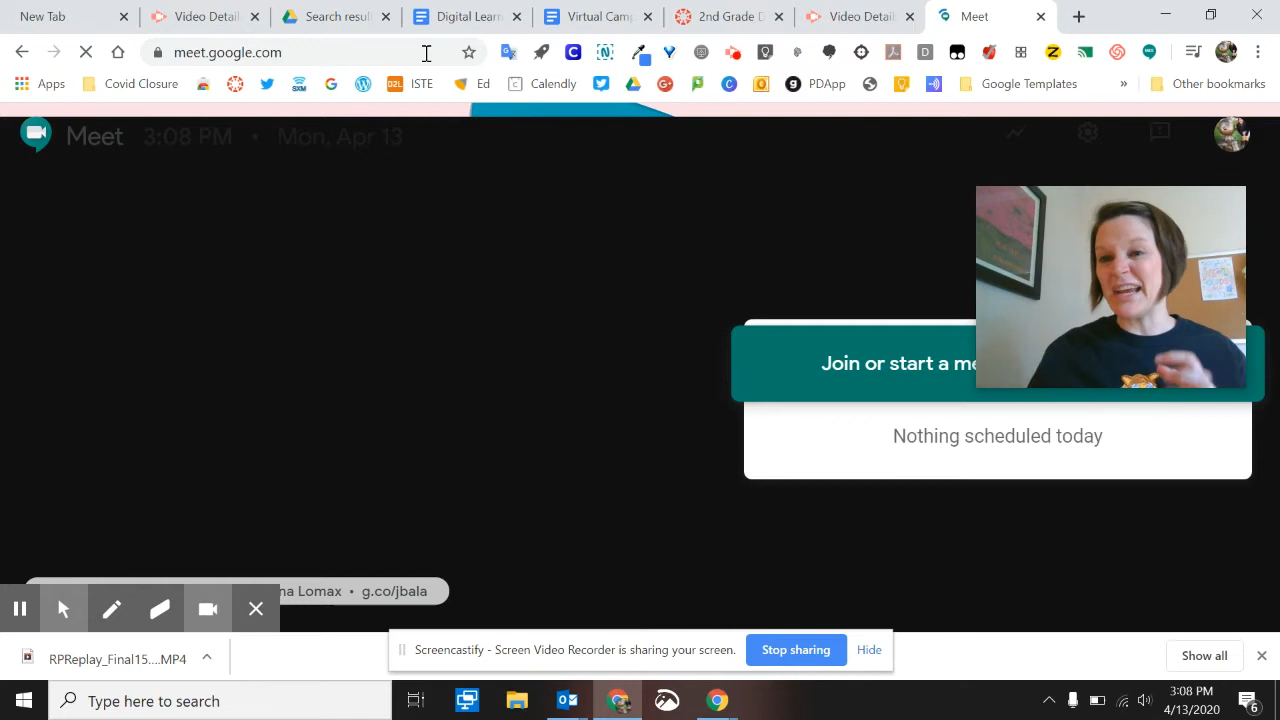 New Tab
Video Detail
Search result
Digital Learn
Virtual Camp
2nd Grade D
Video Detail
Meet
meet.google.com
Apps
Covid Closure
ISTE
Ed
Calendly
PDApp
Google Templates
»
Other bookmarks
Meet 3:08 PM • Mon, Apr 13
Join or start a me
Nothing scheduled today
na Lomax • g.co/jbala
RPReplay_Final15....MP4
Screencastify - Screen Video Recorder is sharing your screen.
Stop sharing
Hide
Show all
Type here to search
3:08 PM
4/13/2020
6